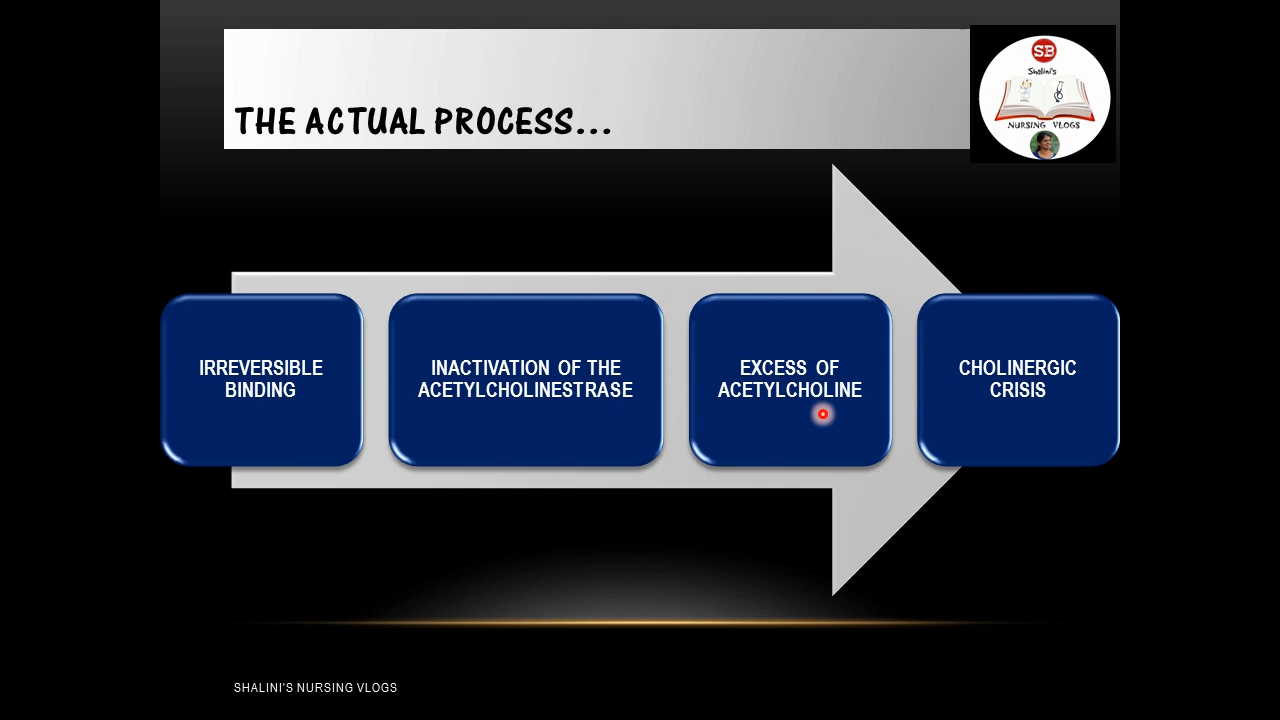 THE ACTUAL PROCESS...
SB
Shalini's
NURSING VLOGS
IRREVERSIBLE
BINDING
INACTIVATION OF THE
ACETYLCHOLINESTRASE
EXCESS OF
ACETYLCHOLINE
CHOLINERGIC
CRISIS
SHALINI'S NURSING VLOGS